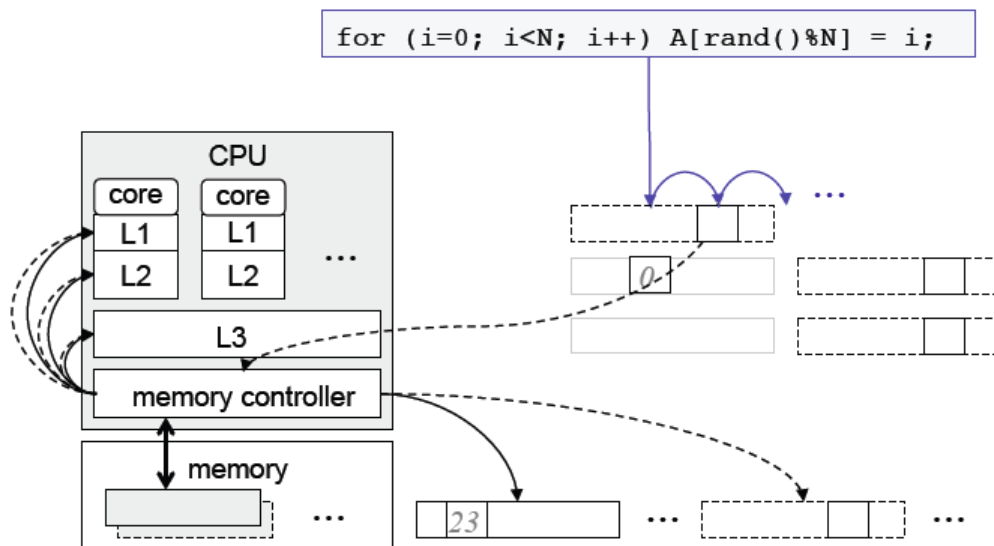 for (i=0; i<N; i++) A[rand()%N] = i;
CPU
core core
L1 L1
L2 L2 ...
L3
memory controller
memory
...
...
0
23 ... ...